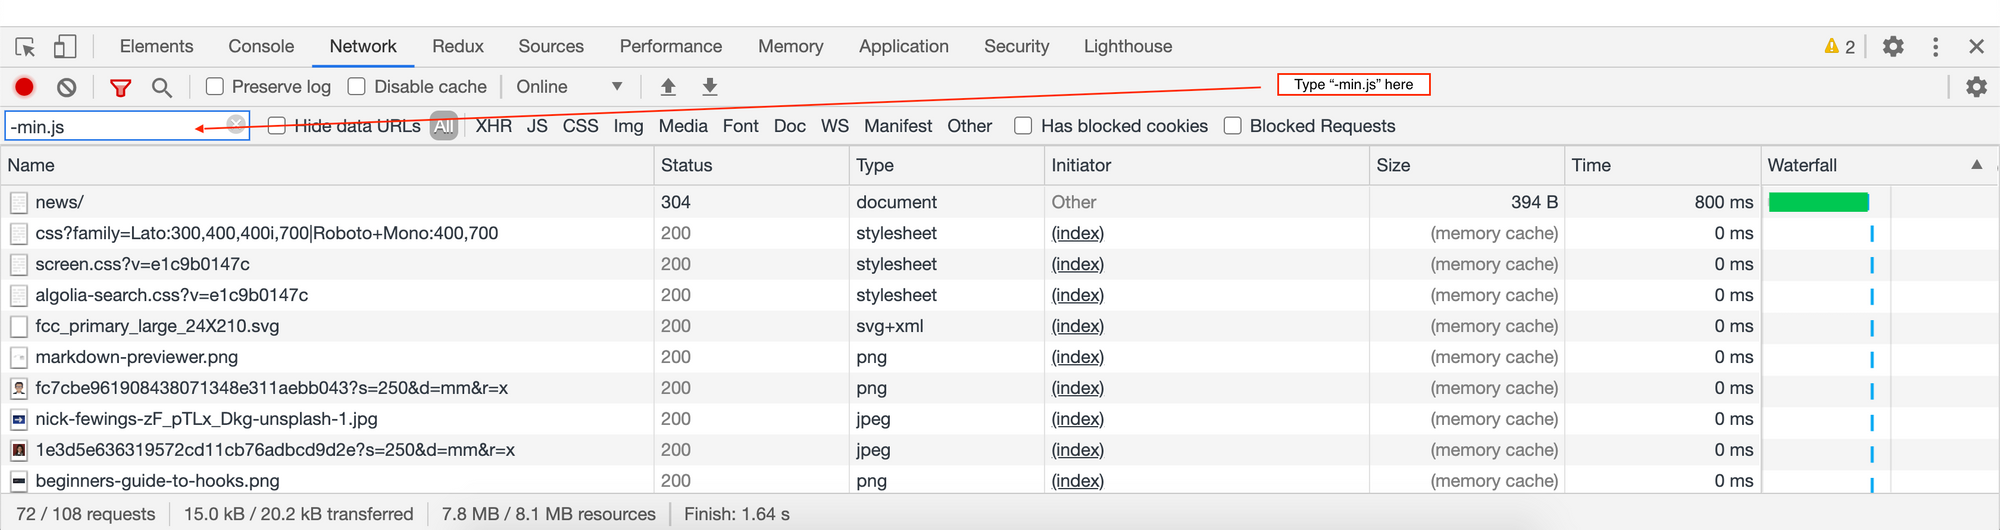 Elements Console Network Redux Sources Performance Memory Application Security Lighthouse 2
Preserve log Disable cache Online Type “-min.js” here
-min.js Hide data URLs All XHR JS CSS Img Media Font Doc WS Manifest Other Has blocked cookies Blocked Requests
Name Status Type Initiator Size Time Waterfall
news/ 304 document Other 394 B 800 ms
css?family=Lato:300,400,400i,700|Roboto+Mono:400,700 200 stylesheet (index) (memory cache) 0 ms
screen.css?v=e1c9b0147c 200 stylesheet (index) (memory cache) 0 ms
algolia-search.css?v=e1c9b0147c 200 stylesheet (index) (memory cache) 0 ms
fcc_primary_large_24X210.svg 200 svg+xml (index) (memory cache) 0 ms
markdown-previewer.png 200 png (index) (memory cache) 0 ms
fc7cbe961908438071348e311aebb043?s=250&d=mm&r=x 200 png (index) (memory cache) 0 ms
nick-fewings-zF_pTLx_Dkg-unsplash-1.jpg 200 jpeg (index) (memory cache) 0 ms
1e3d5e636319572cd11cb76adbcd9d2e?s=250&d=mm&r=x 200 jpeg (index) (memory cache) 0 ms
beginners-guide-to-hooks.png 200 png (index) (memory cache) 0 ms
72 / 108 requests 15.0 kB / 20.2 kB transferred 7.8 MB / 8.1 MB resources Finish: 1.64 s